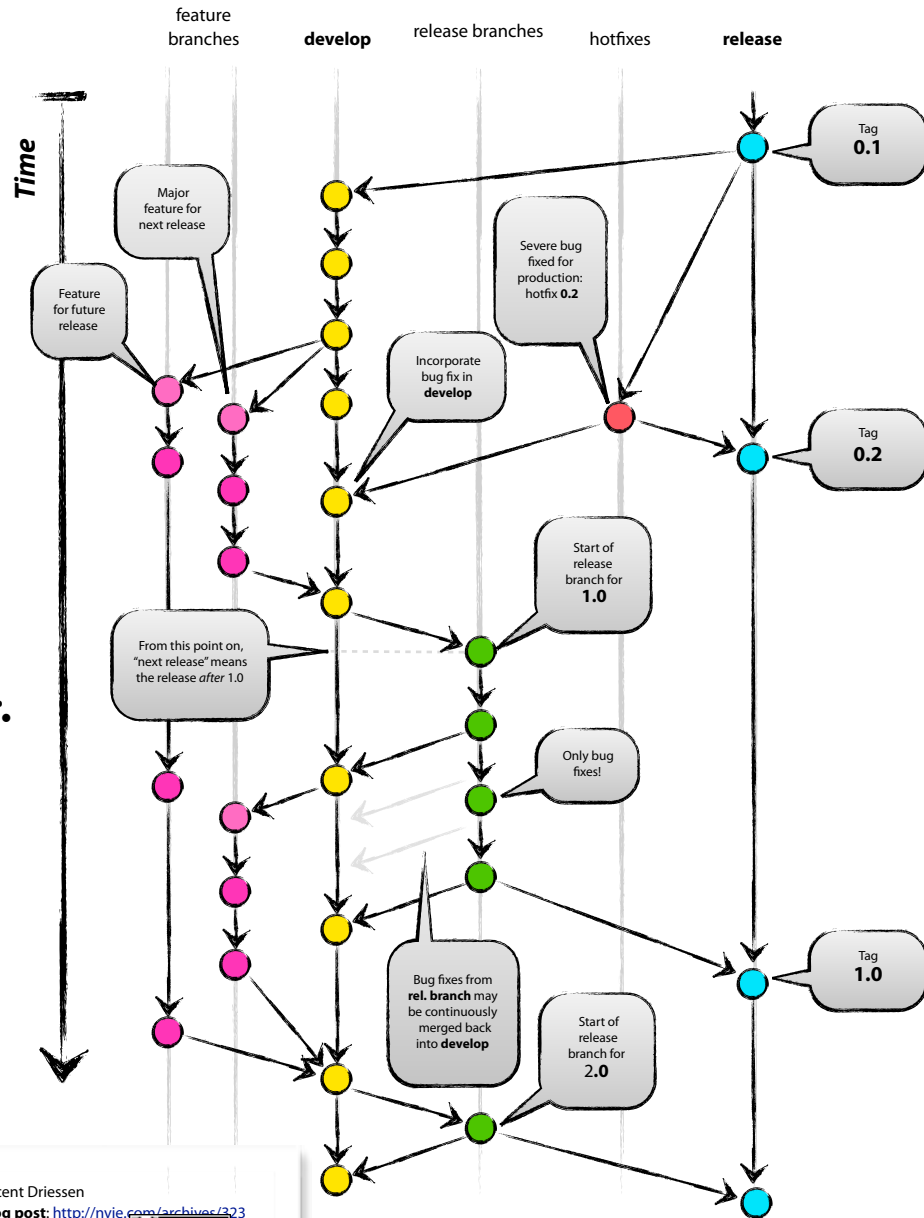 feature
branches
develop
release branches
hotfixes
release
Time
Tag
0.1
Major
feature for
next release
Severe bug
fixed for
production:
hotfix 0.2
Feature
for future
release
Incorporate
bug fix in
develop
Tag
0.2
Start of
release
branch for
1.0
From this point on,
“next release” means
the release after 1.0
Only bug
fixes!
Bug fixes from
rel. branch may
be continuously
merged back
into develop
Tag
1.0
Start of
release
branch for
2.0
Driessen
post: http://nvie.com/archives/323